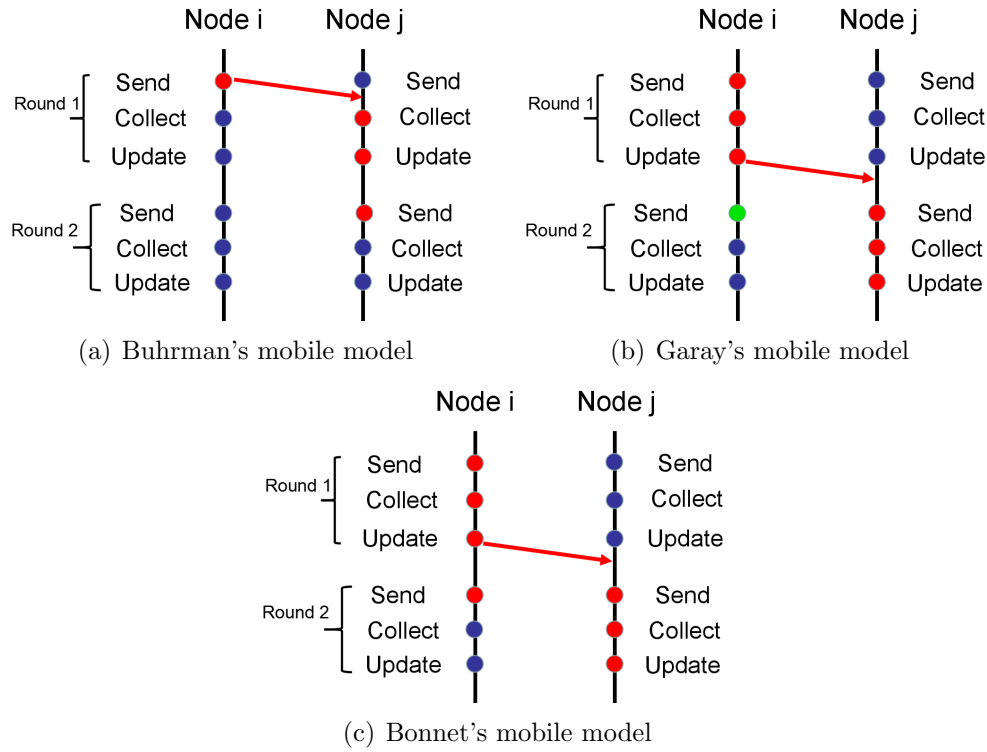 Node i Node j
Send Send
Round 1
Collect Collect
Update Update
Send Send
Round 2
Collect Collect
Update Update
(a) Buhrman's mobile model
Node i Node j
Send Send
Round 1
Collect Collect
Update Update
Send Send
Round 2
Collect Collect
Update Update
(b) Garay's mobile model
Node i Node j
Send Send
Round 1
Collect Collect
Update Update
Send Send
Round 2
Collect Collect
Update Update
(c) Bonnet's mobile model